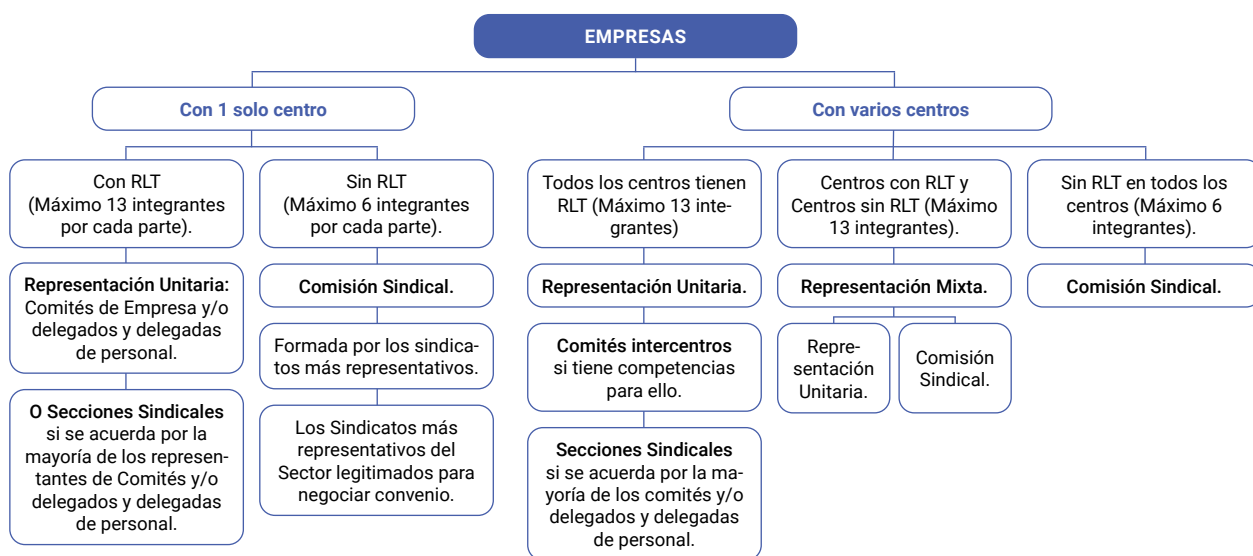 EMPRESAS
Con 1 solo centro
Con varios centros
Con RLT
(Máximo 13 integrantes
por cada parte).
Sin RLT
(Máximo 6 integrantes
por cada parte).
Todos los centros tienen
RLT (Máximo 13 inte-
grantes)
Centros con RLT y
Centros sin RLT (Máximo
13 integrantes).
Sin RLT en todos los
centros (Máximo 6
integrantes).
Representación Unitaria:
Comités de Empresa y/o
delegados y delegadas
de personal.
Comisión Sindical.
Representación Unitaria.
Representación Mixta.
Comisión Sindical.
Formada por los sindica-
tos más representativos.
Comités intercentros
si tiene competencias
para ello.
Repre-
sentación
Unitaria.
Comisión
Sindical.
O Secciones Sindicales
si se acuerda por la
mayoría de los represen-
tantes de Comités y/o
delegados y delegadas
de personal.
Los Sindicatos más
representativos del
Sector legitimados para
negociar convenio.
Secciones Sindicales
si se acuerda por la ma-
yoría de los comités y/o
delegados y delegadas
de personal.